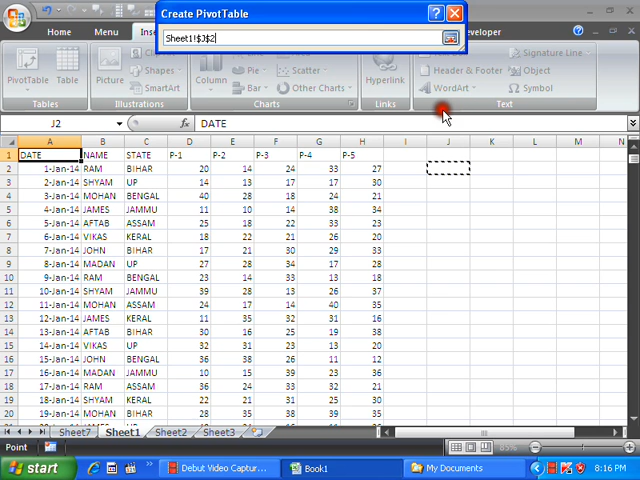 Create PivotTable
Sheet1!$J$2
Home Menu Inse Developer
PivotTable Table Picture Clip Shapes SmartArt Column Pie Bar Scatter Other Charts Hyperlink Header & Footer WordArt Signature Line Object Symbol
Tables Illustrations Charts Links Text
J2 fx DATE
A B C D E F G H I J K L M N
1 DATE NAME STATE P-1 P-2 P-3 P-4 P-5
2 1-Jan-14 RAM BIHAR 20 14 24 33 27
3 2-Jan-14 SHYAM UP 14 13 17 17 30
4 3-Jan-14 MOHAN BENGAL 40 28 18 24 21
5 4-Jan-14 JAMES JAMMU 11 10 14 38 34
6 5-Jan-14 AFTAB ASSAM 25 18 22 33 23
7 6-Jan-14 VIKAS KERAL 18 22 21 26 20
8 7-Jan-14 JOHN BIHAR 17 21 30 29 33
9 8-Jan-14 MADAN UP 27 28 34 17 28
10 9-Jan-14 RAM BENGAL 23 14 33 13 18
11 10-Jan-14 SHYAM JAMMU 39 28 13 26 37
12 11-Jan-14 MOHAN ASSAM 24 17 14 40 35
13 12-Jan-14 JAMES KERAL 11 35 32 31 16
14 13-Jan-14 AFTAB BIHAR 30 16 25 19 38
15 14-Jan-14 VIKAS UP 32 31 23 13 20
16 15-Jan-14 JOHN BENGAL 36 38 26 11 12
17 16-Jan-14 MADAN JAMMU 10 15 39 23 36
18 17-Jan-14 RAM ASSAM 36 24 33 32 21
19 18-Jan-14 SHYAM KERAL 22 21 31 30 31
20 19-Jan-14 MOHAN BIHAR 28 35 38 39 35
Sheet7 Sheet1 Sheet2 Sheet3
Point 85%
start Debut Video Captur... Book1 My Documents 8:16 PM